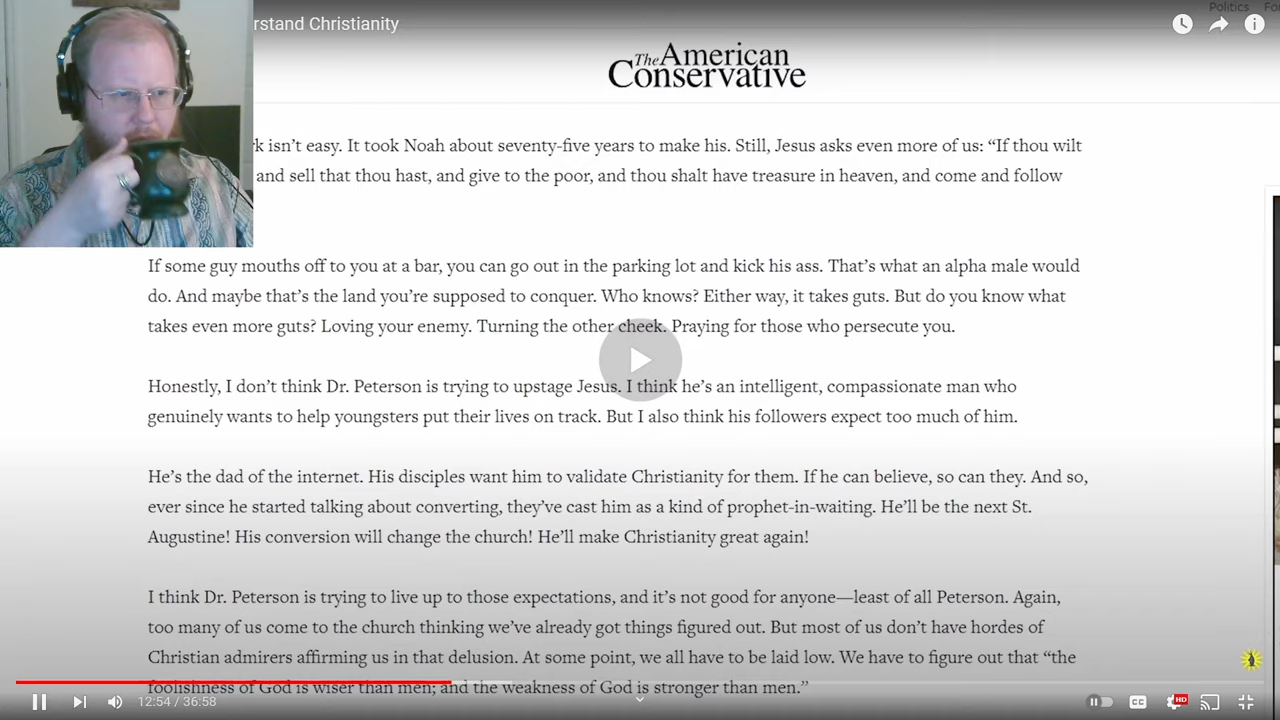 Politics Fo
rstand Christianity
The American
Conservative
k isn't easy. It took Noah about seventy-five years to make his. Still, Jesus asks even more of us: “If thou wilt
and sell that thou hast, and give to the poor, and thou shalt have treasure in heaven, and come and follow
If some guy mouths off to you at a bar, you can go out in the parking lot and kick his ass. That's what an alpha male would
do. And maybe that's the land you're supposed to conquer. Who knows? Either way, it takes guts. But do you know what
takes even more guts? Loving your enemy. Turning the other cheek. Praying for those who persecute you.
Honestly, I don't think Dr. Peterson is trying to upstage Jesus. I think he's an intelligent, compassionate man who
genuinely wants to help youngsters put their lives on track. But I also think his followers expect too much of him.
He's the dad of the internet. His disciples want him to validate Christianity for them. If he can believe, so can they. And so,
ever since he started talking about converting, they've cast him as a kind of prophet-in-waiting. He'll be the next St.
Augustine! His conversion will change the church! He'll make Christianity great again!
I think Dr. Peterson is trying to live up to those expectations, and it's not good for anyone—least of all Peterson. Again,
too many of us come to the church thinking we've already got things figured out. But most of us don't have hordes of
Christian admirers affirming us in that delusion. At some point, we all have to be laid low. We have to figure out that “the
foolishness of God is wiser than men; and the weakness of God is stronger than men.”
12:54 / 36:58
CC
HD